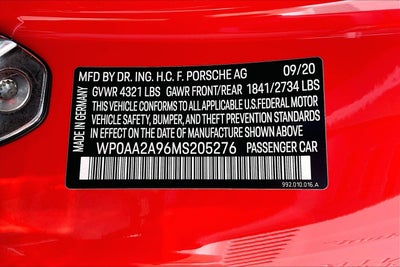 MFD BY DR. ING. H.C. F. PORSCHE AG 09/20
GVWR 4321 LBS GAWR FRONT/REAR 1841/2734 LBS
THIS VEHICLE CONFORMS TO ALL APPLICABLE U.S.FEDERAL MOTOR
VEHICLE SAFETY, BUMPER, AND THEFT PREVENTION STANDARDS
IN EFFECT ON THE DATE OF MANUFACTURE SHOWN ABOVE
WP0AA2A96MS205276 PASSENGER CAR
992.010.016.A
MADE IN GERMANY